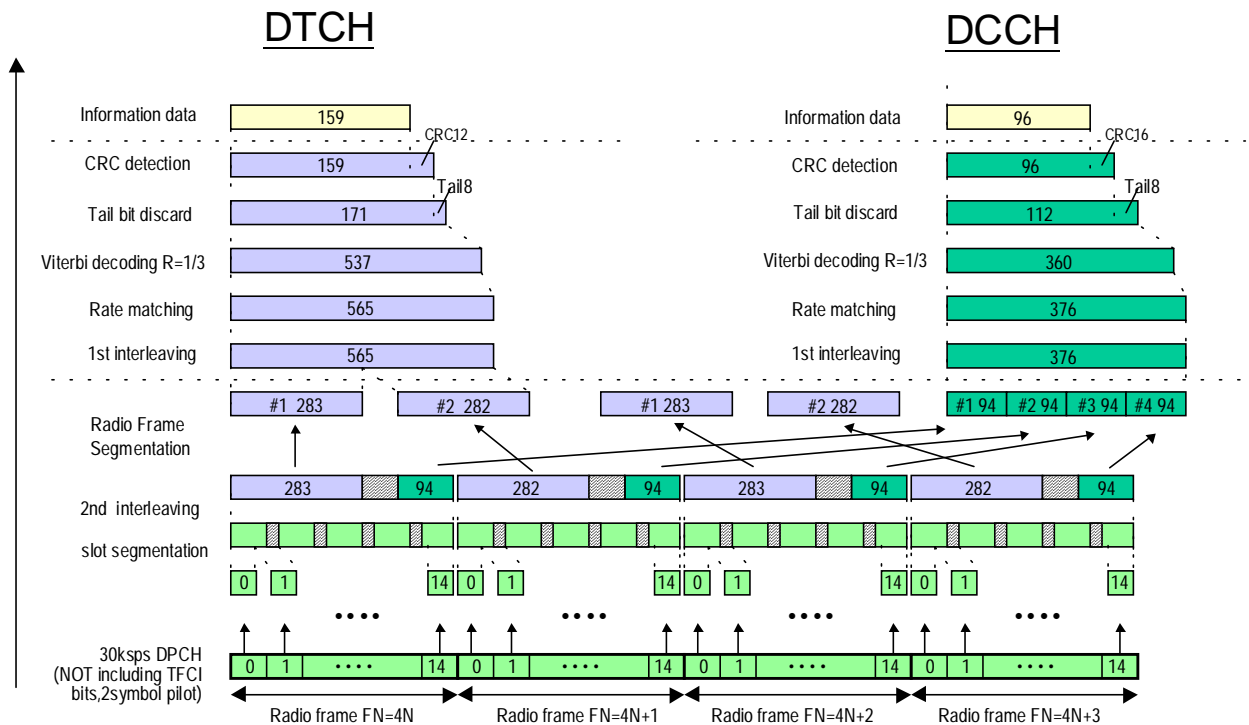 DTCH DCCH
Information data 159 Information data 96
CRC12 CRC16
CRC detection 159 CRC detection 96
Tail8 Tail8
Tail bit discard 171 Tail bit discard 112
Viterbi decoding R=1/3 537 Viterbi decoding R=1/3 360
Rate matching 565 Rate matching 376
1st interleaving 565 1st interleaving 376
#1 283 #2 282 #1 283 #2 282 #1 94 #2 94 #3 94 #4 94
Radio Frame
Segmentation
283 94 282 94 283 94 282 94
2nd interleaving
slot segmentation
0 1 14 0 1 14 0 1 14 0 1 14
•••• •••• •••• ••••
30ksps DPCH
(NOT including TFCI
bits,2symbol pilot)
0 1 •••• 14 0 1 •••• 14 0 1 •••• 14 0 1 •••• 14
Radio frame FN=4N Radio frame FN=4N+1 Radio frame FN=4N+2 Radio frame FN=4N+3